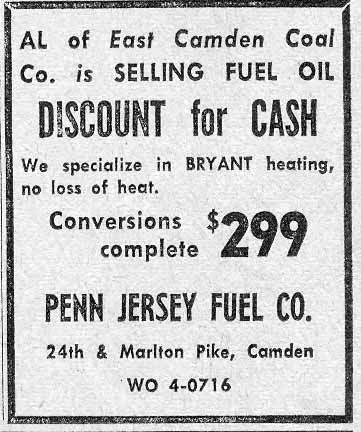 AL of East Camden Coal
Co. is SELLING FUEL OIL
DISCOUNT for CASH
We specialize in BRYANT heating,
no loss of heat.
Conversions
complete $299
PENN JERSEY FUEL CO.
24th & Marlton Pike, Camden
WO 4-0716